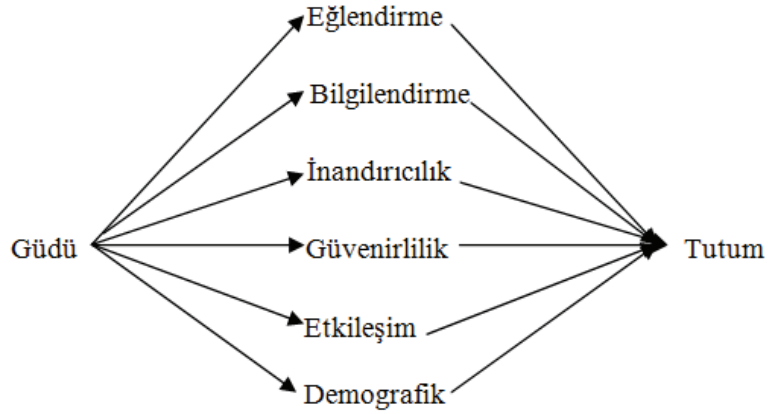 Eğlendirme
Bilgilendirme
İnandırıcılık
Güdü
Güvenirlilik
Tutum
Etkileşim
Demografik